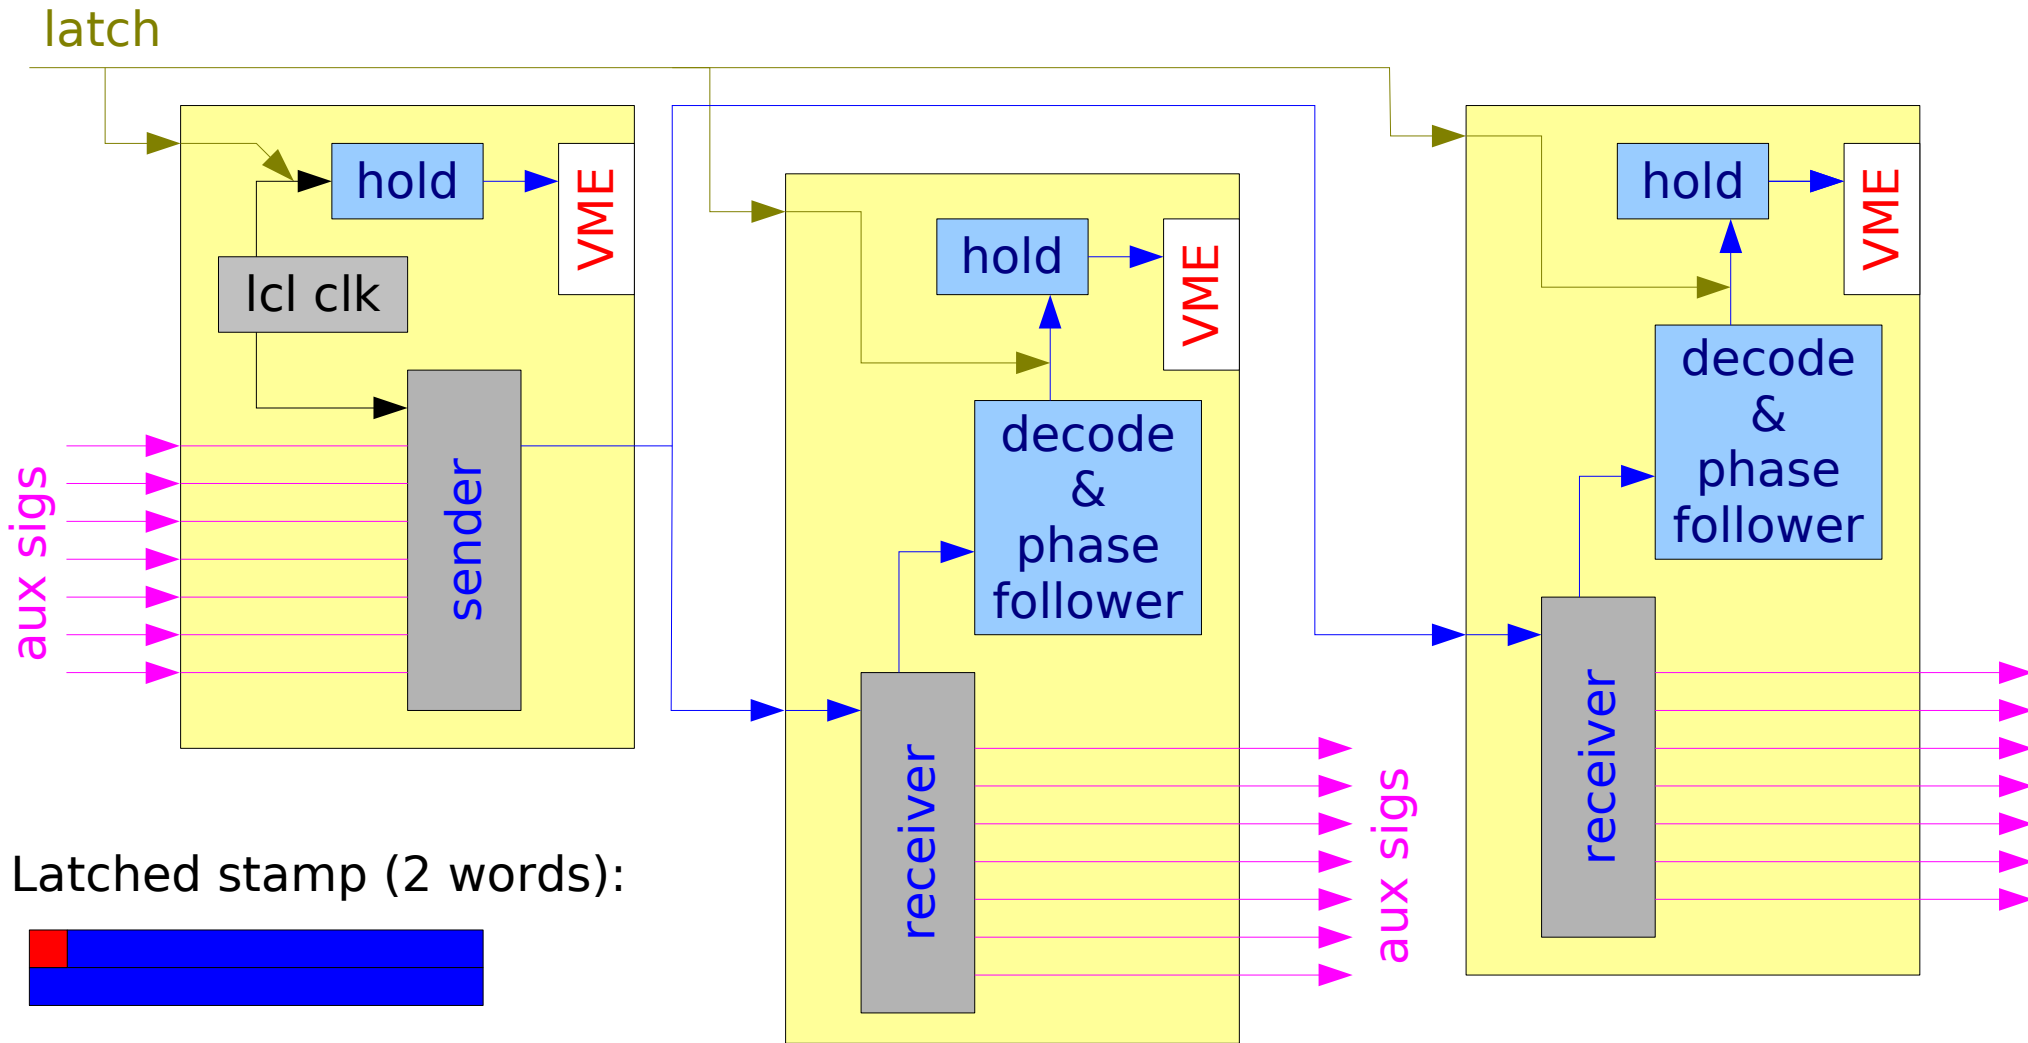 latch
hold
VME
lcl clk
sender
aux sigs
hold
VME
decode
&
phase
follower
receiver
aux sigs
hold
VME
decode
&
phase
follower
receiver
Latched stamp (2 words):